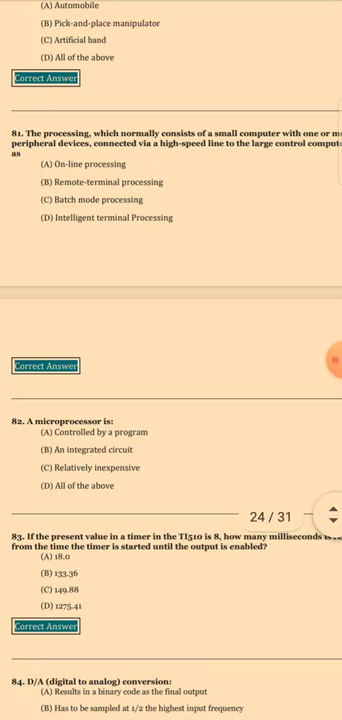 (A) Automobile
(B) Pick-and-place manipulator
(C) Artificial hand
(D) All of the above
Correct Answer
81. The processing, which normally consists of a small computer with one or
peripheral devices, connected via a high-speed line to the large control
as
(A) On-line processing
(B) Remote-terminal processing
(C) Batch mode processing
(D) Intelligent terminal Processing
Correct Answer
82. A microprocessor is:
(A) Controlled by a program
(B) An integrated circuit
(C) Relatively inexpensive
(D) All of the above
24 / 31
83. If the present value in a timer in the TI510 is 8, how many milliseconds
from the time the timer is started until the output is enabled?
(A) 18.0
(B) 133.36
(C) 149.88
(D) 1275.41
Correct Answer
84. D/A (digital to analog) conversion:
(A) Results in a binary code as the final output
(B) Has to be sampled at 1/2 the highest input frequency